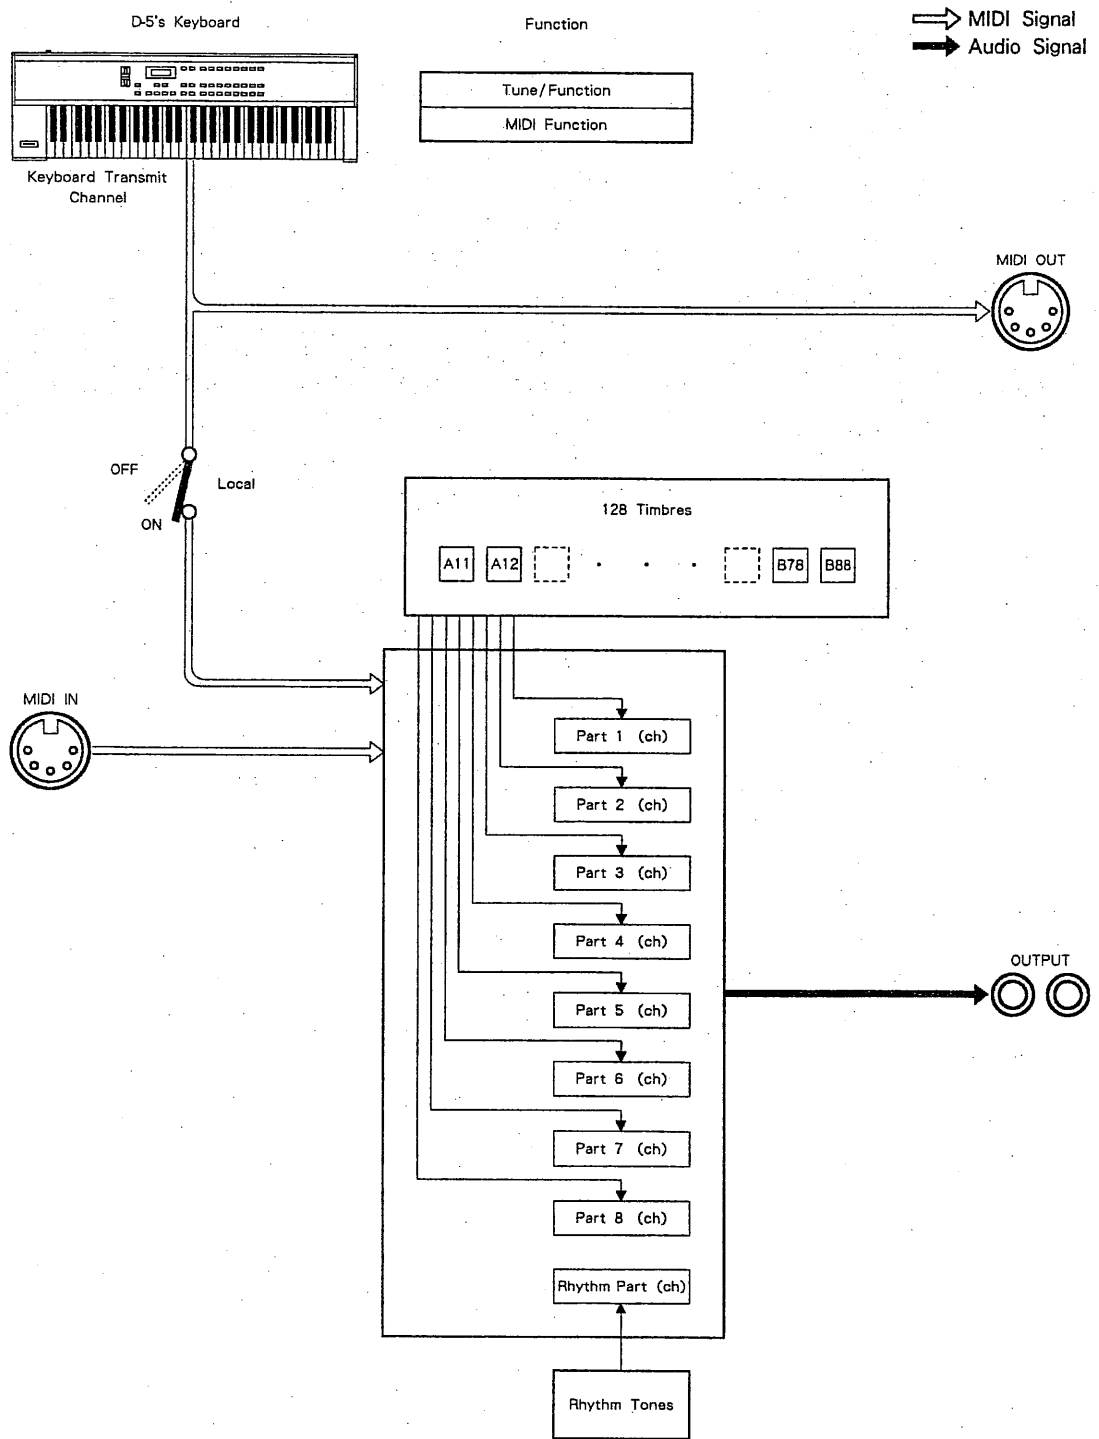 D-5's Keyboard
Function
MIDI Signal
Audio Signal
Tune/Function
MIDI Function
Keyboard Transmit
Channel
MIDI OUT
OFF
Local
ON
128 Timbres
A11 A12 B78 B88
MIDI IN
Part 1 (ch)
Part 2 (ch)
Part 3 (ch)
Part 4 (ch)
Part 5 (ch)
OUTPUT
Part 6 (ch)
Part 7 (ch)
Part 8 (ch)
Rhythm Part (ch)
Rhythm Tones